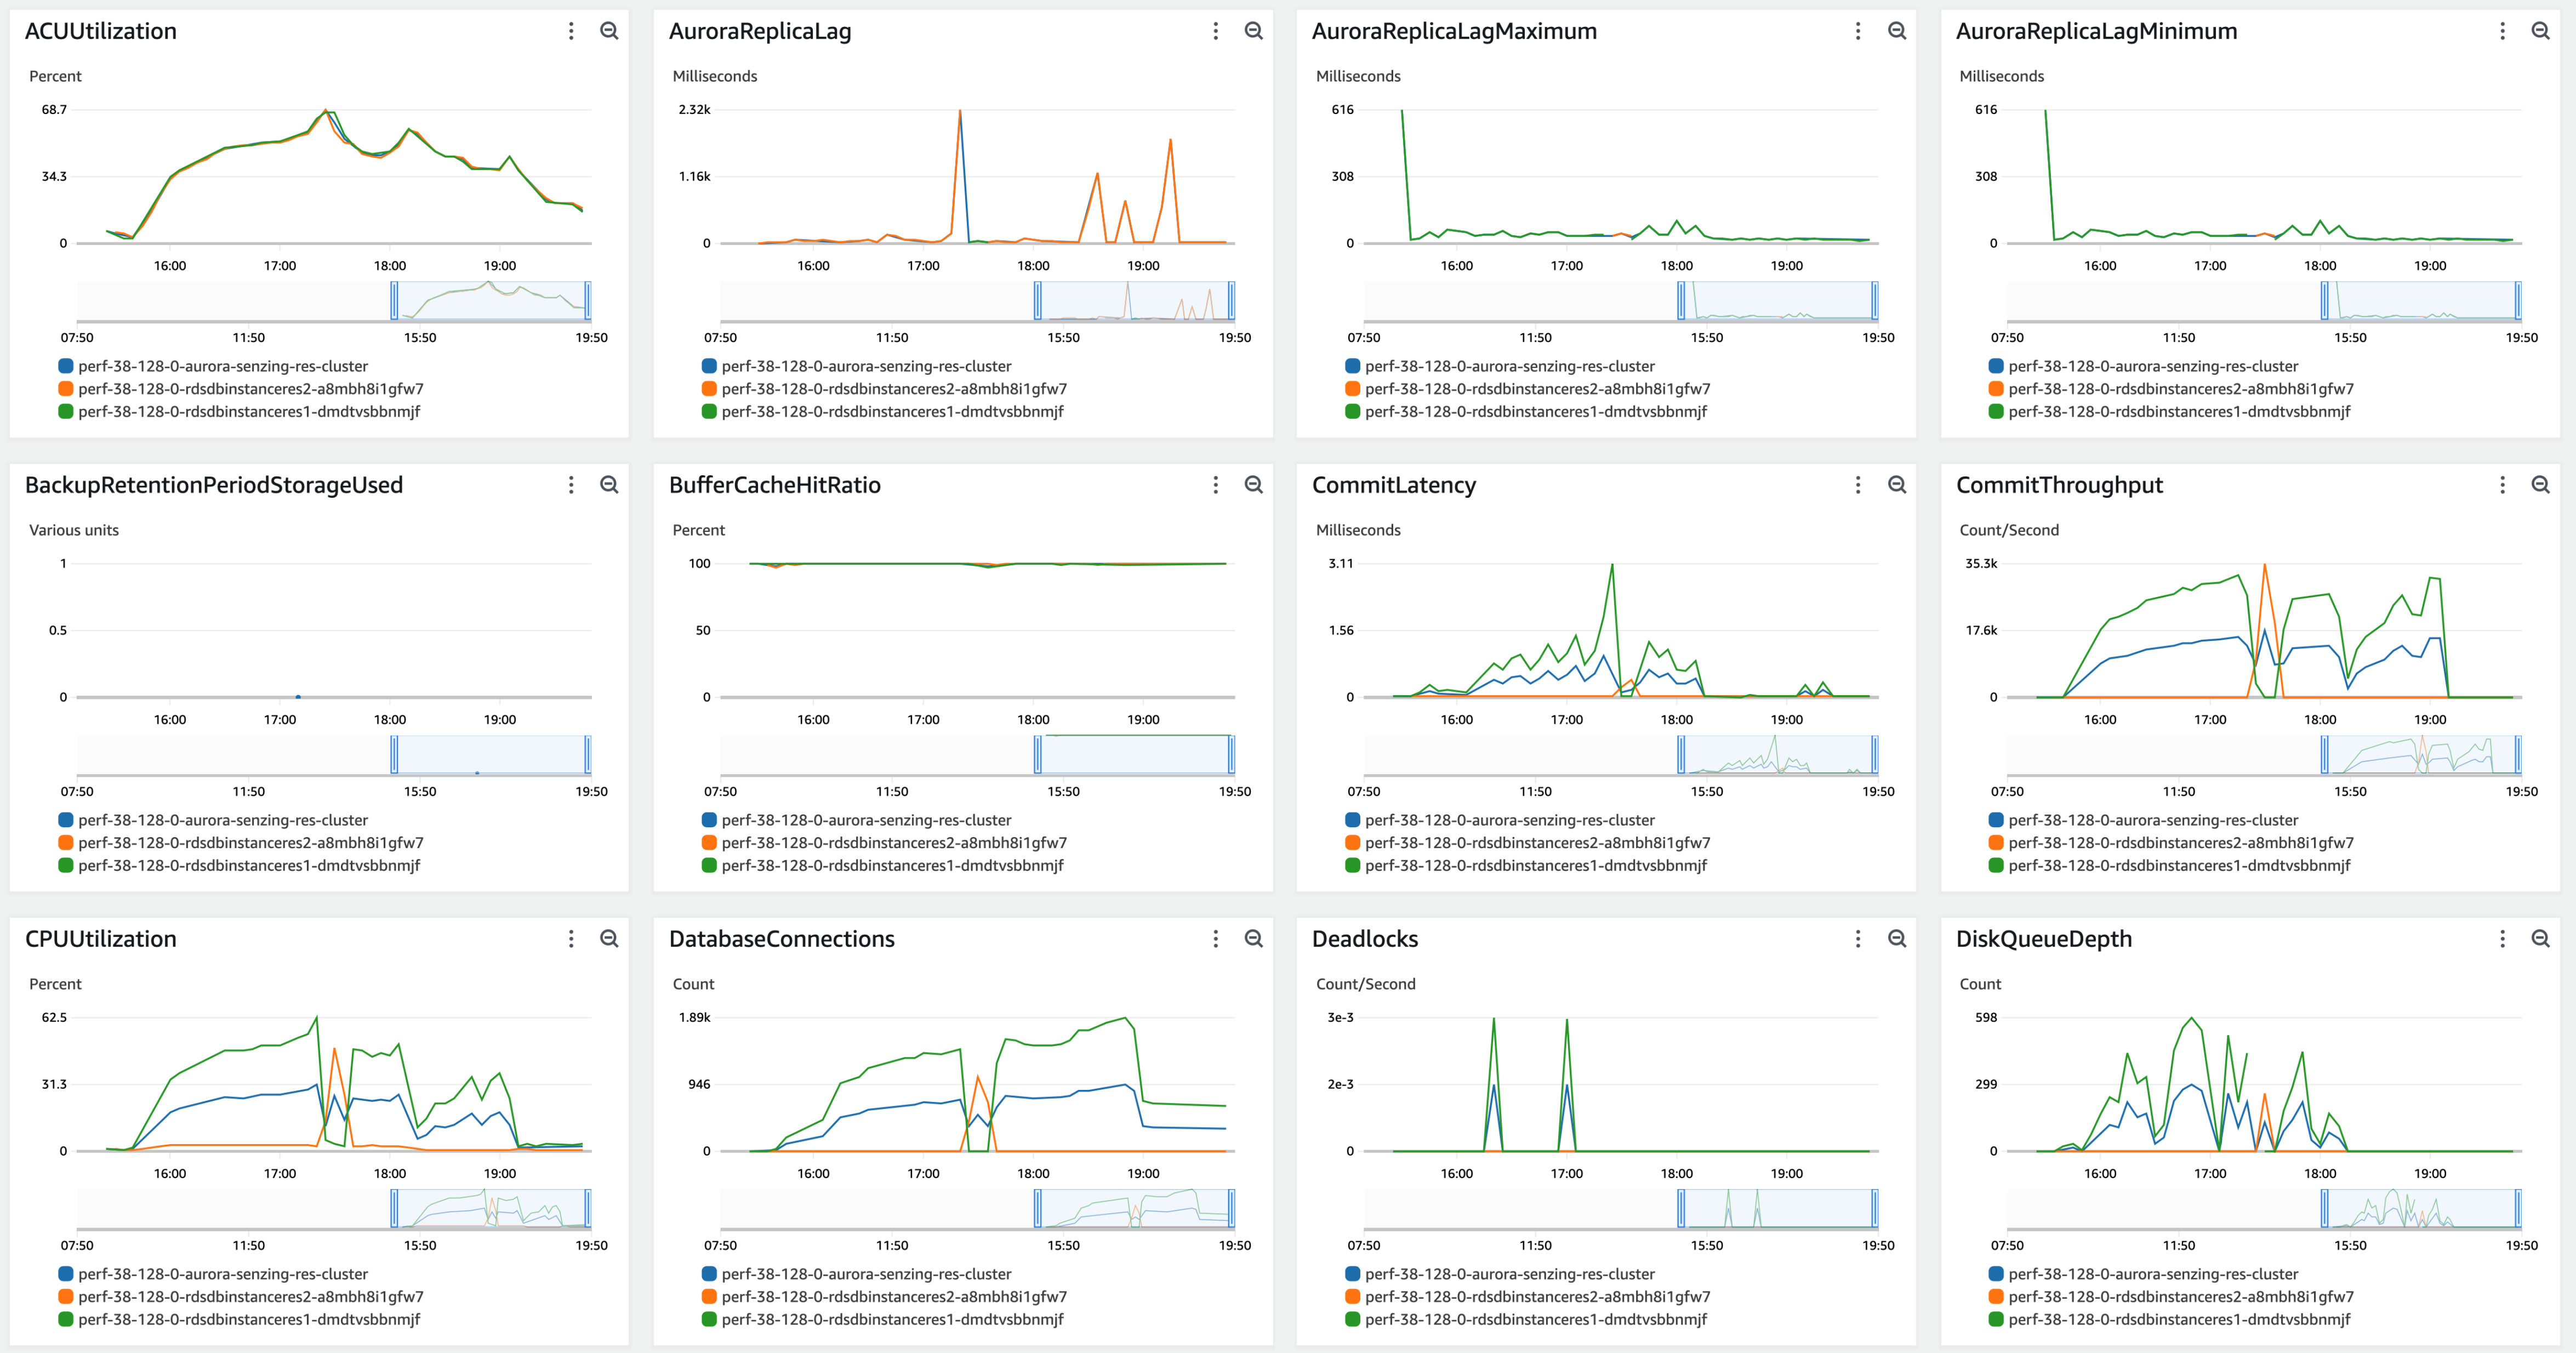 ACUUtilization
Percent
68.7
34.3
0
16:00 17:00 18:00 19:00
07:50 11:50 15:50 19:50
perf-38-128-0-aurora-senzing-res-cluster
perf-38-128-0-rdsdbinstanceres2-a8mbh8i1gfw7
perf-38-128-0-rdsdbinstanceres1-dmdtvsbbnmjf
AuroraReplicaLag
Milliseconds
2.32k
1.16k
0
16:00 17:00 18:00 19:00
07:50 11:50 15:50 19:50
perf-38-128-0-aurora-senzing-res-cluster
perf-38-128-0-rdsdbinstanceres2-a8mbh8i1gfw7
perf-38-128-0-rdsdbinstanceres1-dmdtvsbbnmjf
AuroraReplicaLagMaximum
Milliseconds
616
308
0
16:00 17:00 18:00 19:00
07:50 11:50 15:50 19:50
perf-38-128-0-aurora-senzing-res-cluster
perf-38-128-0-rdsdbinstanceres2-a8mbh8i1gfw7
perf-38-128-0-rdsdbinstanceres1-dmdtvsbbnmjf
AuroraReplicaLagMinimum
Milliseconds
616
308
0
16:00 17:00 18:00 19:00
07:50 11:50 15:50 19:50
perf-38-128-0-aurora-senzing-res-cluster
perf-38-128-0-rdsdbinstanceres2-a8mbh8i1gfw7
perf-38-128-0-rdsdbinstanceres1-dmdtvsbbnmjf
BackupRetentionPeriodStorageUsed
Various units
1
0.5
0
16:00 17:00 18:00 19:00
07:50 11:50 15:50 19:50
perf-38-128-0-aurora-senzing-res-cluster
perf-38-128-0-rdsdbinstanceres2-a8mbh8i1gfw7
perf-38-128-0-rdsdbinstanceres1-dmdtvsbbnmjf
BufferCacheHitRatio
Percent
100
50
0
16:00 17:00 18:00 19:00
07:50 11:50 15:50 19:50
perf-38-128-0-aurora-senzing-res-cluster
perf-38-128-0-rdsdbinstanceres2-a8mbh8i1gfw7
perf-38-128-0-rdsdbinstanceres1-dmdtvsbbnmjf
CommitLatency
Milliseconds
3.11
1.56
0
16:00 17:00 18:00 19:00
07:50 11:50 15:50 19:50
perf-38-128-0-aurora-senzing-res-cluster
perf-38-128-0-rdsdbinstanceres2-a8mbh8i1gfw7
perf-38-128-0-rdsdbinstanceres1-dmdtvsbbnmjf
CommitThroughput
Count/Second
35.3k
17.6k
0
16:00 17:00 18:00 19:00
07:50 11:50 15:50 19:50
perf-38-128-0-aurora-senzing-res-cluster
perf-38-128-0-rdsdbinstanceres2-a8mbh8i1gfw7
perf-38-128-0-rdsdbinstanceres1-dmdtvsbbnmjf
CPUUtilization
Percent
62.5
31.3
0
16:00 17:00 18:00 19:00
07:50 11:50 15:50 19:50
perf-38-128-0-aurora-senzing-res-cluster
perf-38-128-0-rdsdbinstanceres2-a8mbh8i1gfw7
perf-38-128-0-rdsdbinstanceres1-dmdtvsbbnmjf
DatabaseConnections
Count
1.89k
946
0
16:00 17:00 18:00 19:00
07:50 11:50 15:50 19:50
perf-38-128-0-aurora-senzing-res-cluster
perf-38-128-0-rdsdbinstanceres2-a8mbh8i1gfw7
perf-38-128-0-rdsdbinstanceres1-dmdtvsbbnmjf
Deadlocks
Count/Second
3e-3
2e-3
0
16:00 17:00 18:00 19:00
07:50 11:50 15:50 19:50
perf-38-128-0-aurora-senzing-res-cluster
perf-38-128-0-rdsdbinstanceres2-a8mbh8i1gfw7
perf-38-128-0-rdsdbinstanceres1-dmdtvsbbnmjf
DiskQueueDepth
Count
598
299
0
16:00 17:00 18:00 19:00
07:50 11:50 15:50 19:50
perf-38-128-0-aurora-senzing-res-cluster
perf-38-128-0-rdsdbinstanceres2-a8mbh8i1gfw7
perf-38-128-0-rdsdbinstanceres1-dmdtvsbbnmjf